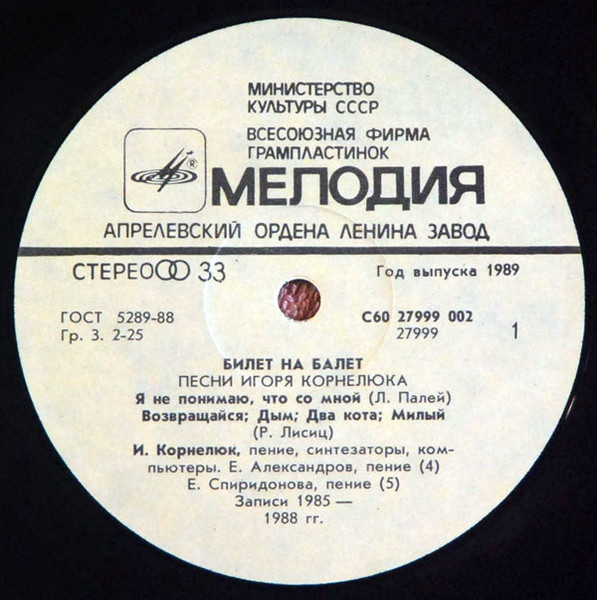 МИНИСТЕРСТВО
КУЛЬТУРЫ СССР
ВСЕСОЮЗНАЯ ФИРМА
ГРАМПЛАСТИНОК
®
МЕЛОДИЯ
АПРЕЛЕВСКИЙ ОРДЕНА ЛЕНИНА ЗАВОД
СТЕРЕО 33
Год выпуска 1989
ГОСТ 5289-88
Гр. 3. 2-25
С60 27999 002
27999
1
БИЛЕТ НА БАЛЕТ
ПЕСНИ ИГОРЯ КОРНЕЛЮКА
Я не понимаю, что со мной (Л. Палей)
Возвращайся; Дым; Два кота; Милый
(Р. Лисиц)
И. Корнелюк, пение, синтезаторы, ком-
пьютеры. Е. Александров, пение (4)
Е. Спиридонова, пение (5)
Записи 1985 —
1988 гг.